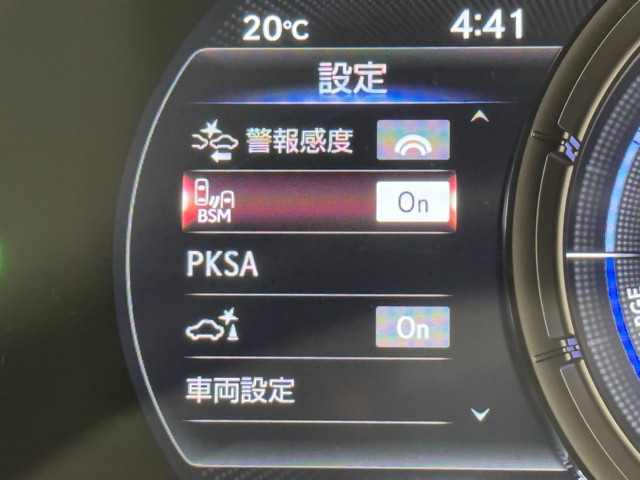 20℃ 4:41
設定
警報感度
BSM On
PKSA
On
車両設定